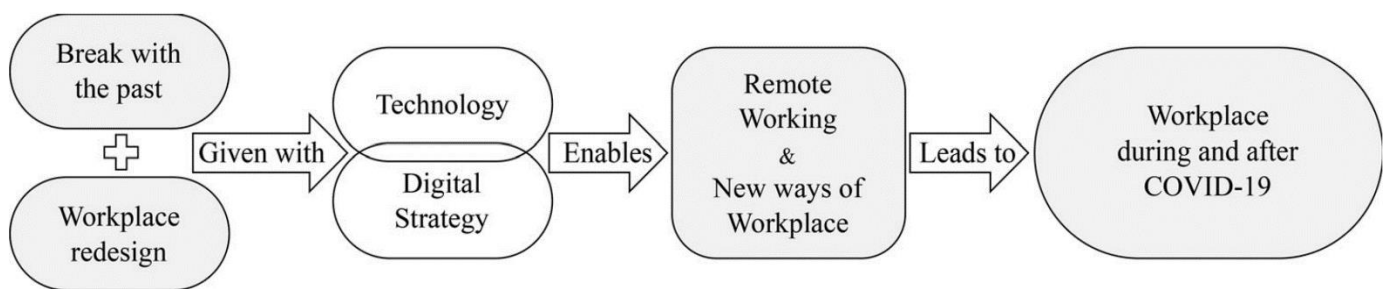 Break with
the past
Workplace
redesign
Given with
Technology
Digital
Strategy
Enables
Remote
Working
&
New ways of
Workplace
Leads to
Workplace
during and after
COVID-19